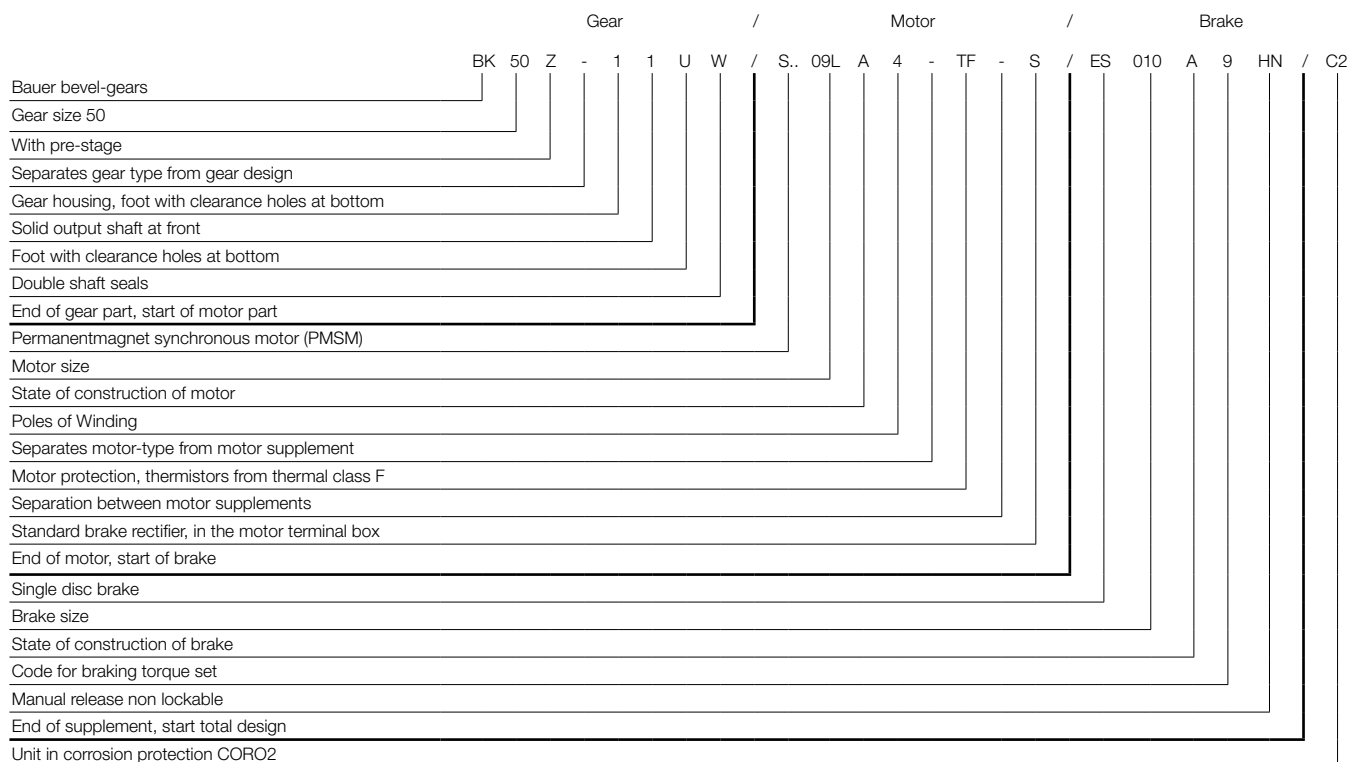 Gear / Motor / Brake
BK 50 Z - 1 1 U W / S.. 09L A 4 - TF - S / ES 010 A 9 HN / C2
Bauer bevel-gears
Gear size 50
With pre-stage
Separates gear type from gear design
Gear housing, foot with clearance holes at bottom
Solid output shaft at front
Foot with clearance holes at bottom
Double shaft seals
End of gear part, start of motor part
Permanentmagnet synchronous motor (PMSM)
Motor size
State of construction of motor
Poles of Winding
Separates motor-type from motor supplement
Motor protection, thermistors from thermal class F
Separation between motor supplements
Standard brake rectifier, in the motor terminal box
End of motor, start of brake
Single disc brake
Brake size
State of construction of brake
Code for braking torque set
Manual release non lockable
End of supplement, start total design
Unit in corrosion protection CORO2